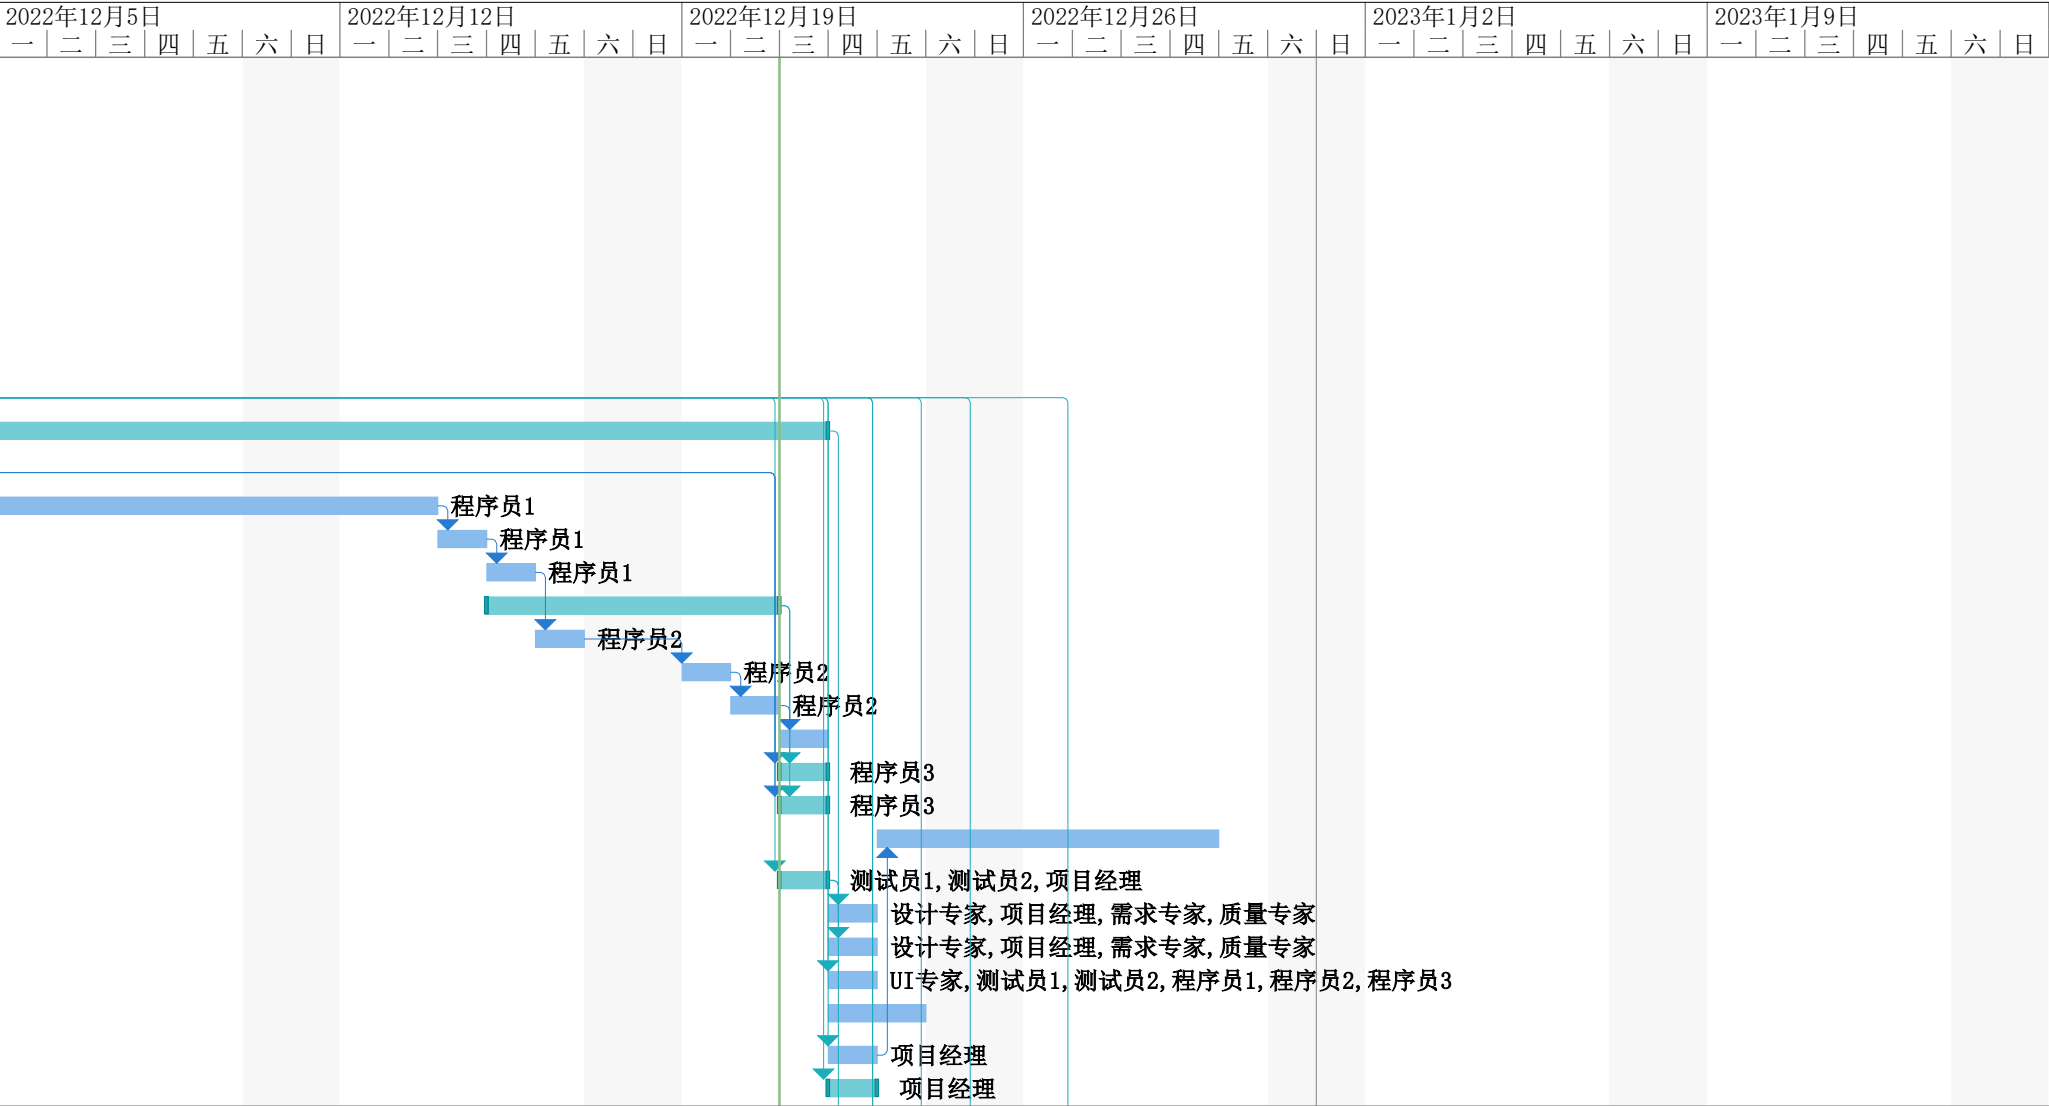 2022年12月5日 2022年12月12日 2022年12月19日 2022年12月26日 2023年1月2日 2023年1月9日
一 二 三 四 五 六 日 一 二 三 四 五 六 日 一 二 三 四 五 六 日 一 二 三 四 五 六 日 一 二 三 四 五 六 日 一 二 三 四 五 六 日
程序员1
程序员1
程序员1
程序员2
程序员2
程序员2
程序员3
程序员3
测试员1,测试员2,项目经理
设计专家,项目经理,需求专家,质量专家
设计专家,项目经理,需求专家,质量专家
UI专家,测试员1,测试员2,程序员1,程序员2,程序员3
项目经理
项目经理